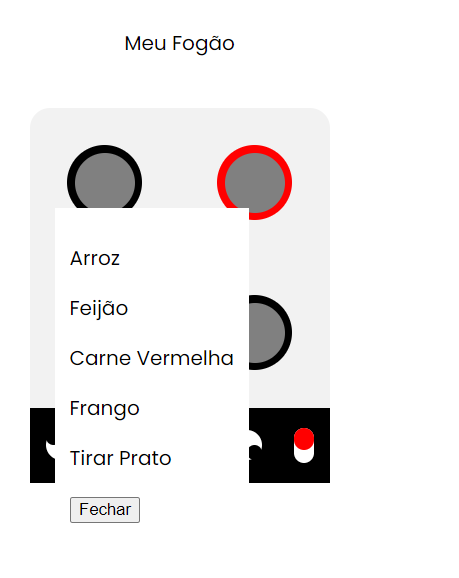 Meu Fogão
Arroz
Feijão
Carne Vermelha
Frango
Tirar Prato
Fechar